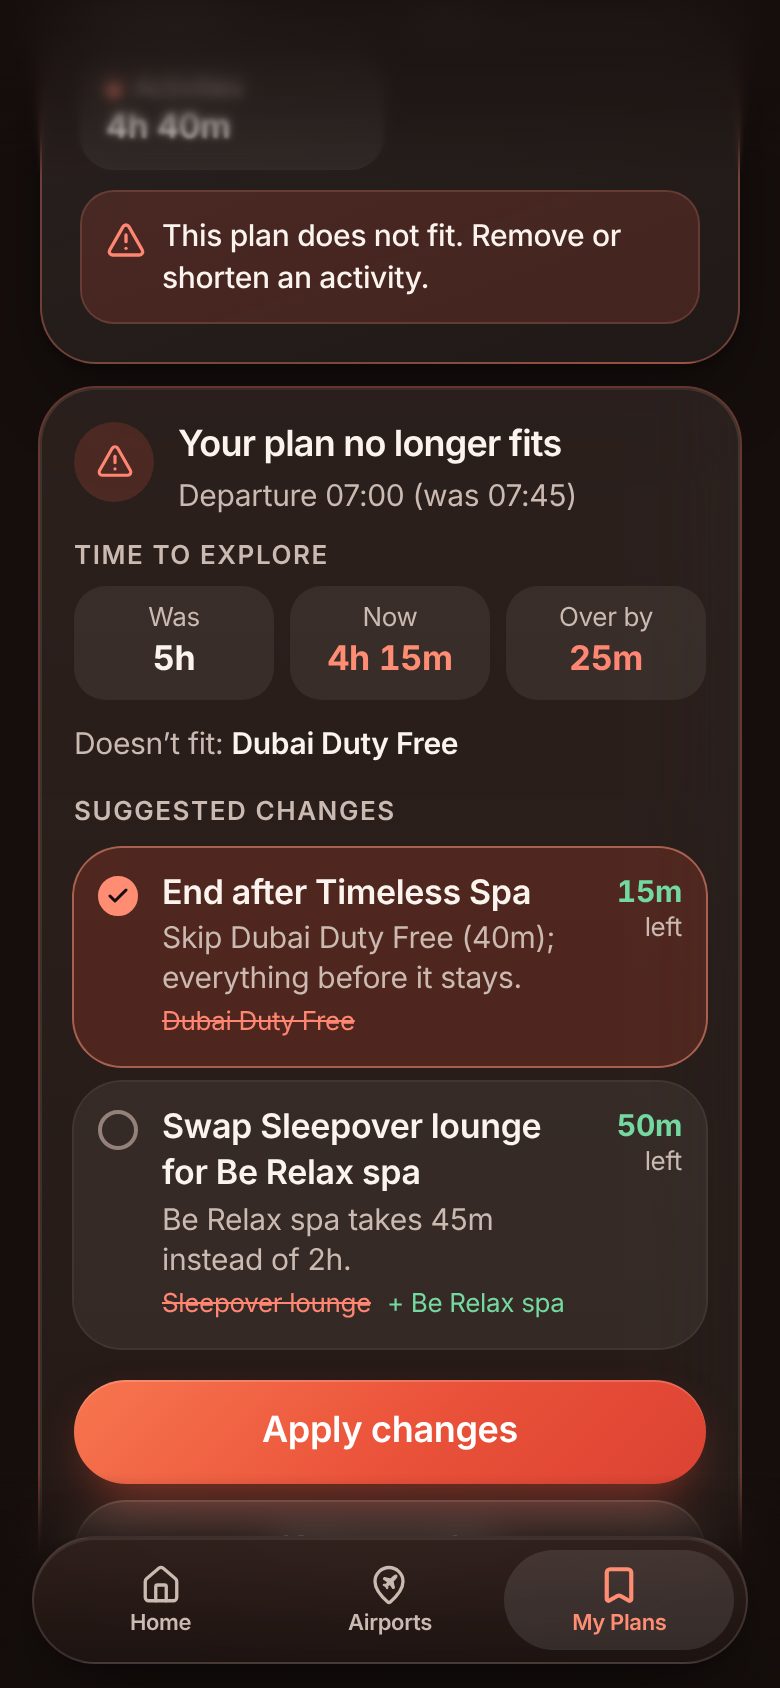 Activities
4h 40m
This plan does not fit. Remove or
shorten an activity.
Your plan no longer fits
Departure 07:00 (was 07:45)
TIME TO EXPLORE
Was
5h
Now
4h 15m
Over by
25m
Doesn’t fit: Dubai Duty Free
SUGGESTED CHANGES
End after Timeless Spa
15m
left
Skip Dubai Duty Free (40m);
everything before it stays.
Dubai Duty Free
Swap Sleepover lounge
for Be Relax spa
50m
left
Be Relax spa takes 45m
instead of 2h.
Sleepover lounge + Be Relax spa
Apply changes
Home
Airports
My Plans